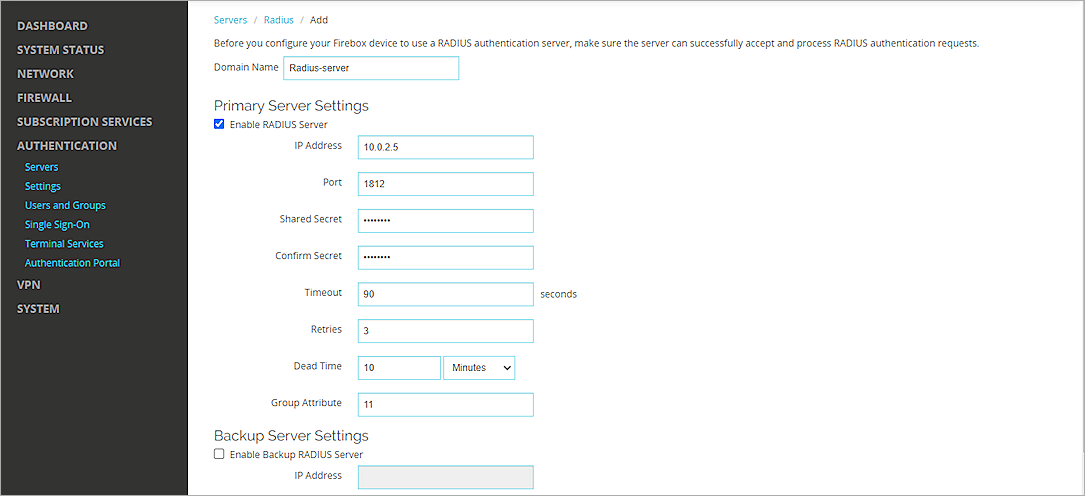 DASHBOARD
SYSTEM STATUS
NETWORK
FIREWALL
SUBSCRIPTION SERVICES
AUTHENTICATION
Servers
Settings
Users and Groups
Single Sign-On
Terminal Services
Authentication Portal
VPN
SYSTEM
Servers / Radius / Add
Before you configure your Firebox device to use a RADIUS authentication server, make sure the server can successfully accept and process RADIUS authentication requests.
Domain Name Radius-server
Primary Server Settings
Enable RADIUS Server
IP Address 10.0.2.5
Port 1812
Shared Secret ••••••••
Confirm Secret ••••••••
Timeout 90 seconds
Retries 3
Dead Time 10 Minutes
Group Attribute 11
Backup Server Settings
Enable Backup RADIUS Server
IP Address